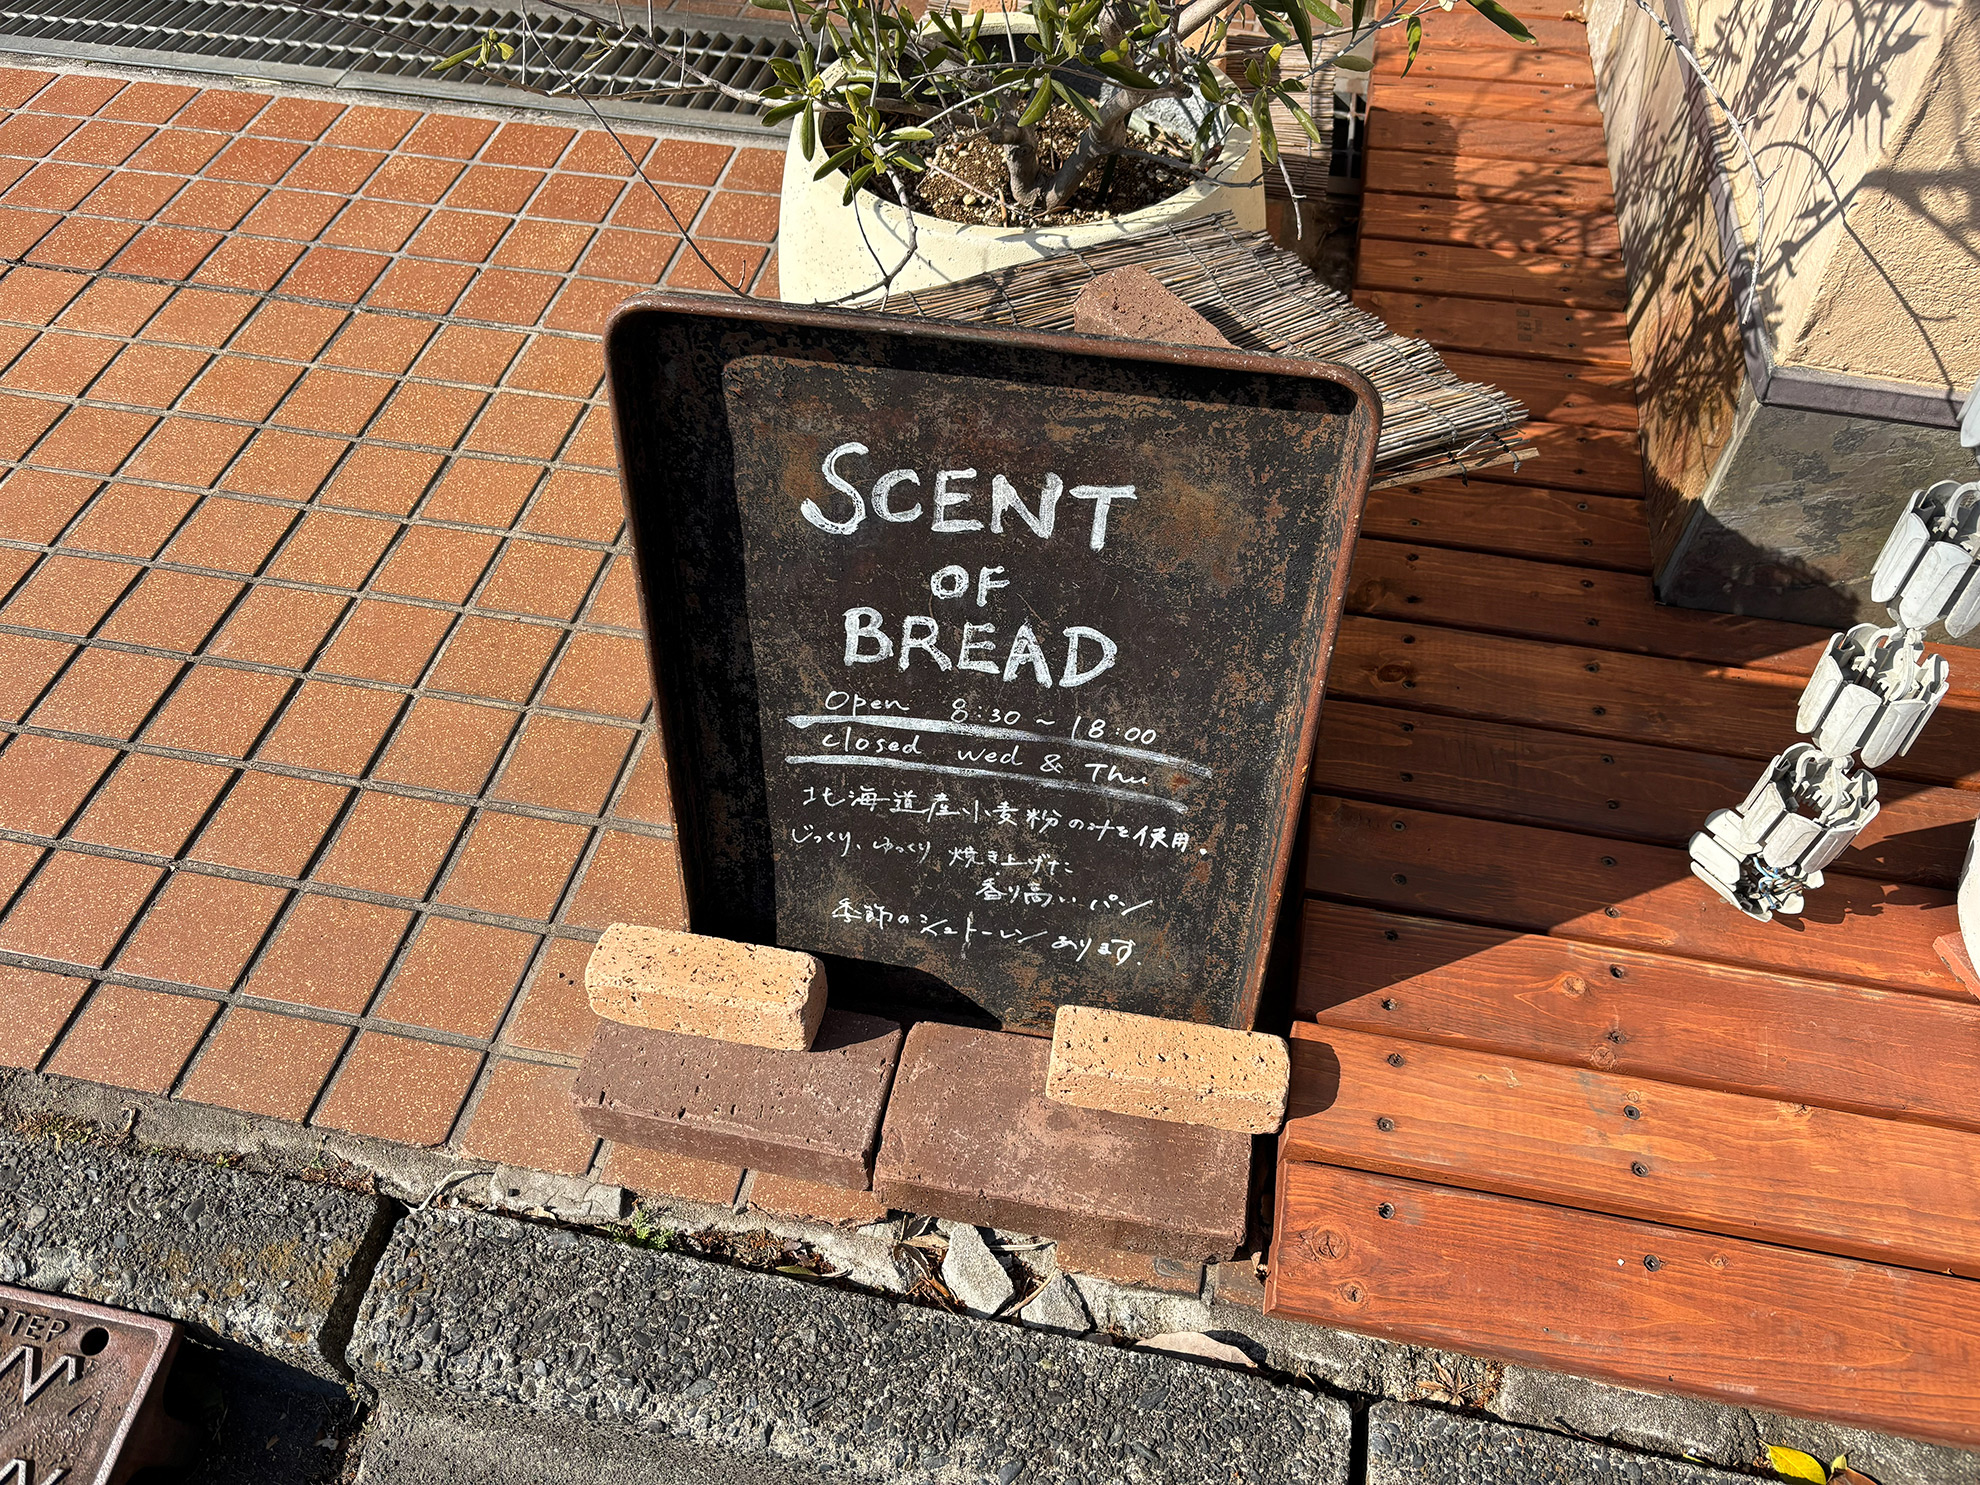 SCENT
OF
BREAD
Open 8:30 ~ 18:00
closed wed & Thu
北海道産小麦粉のみを使用。
じっくり、ゆっくり 焼き上げた
香り高いパン
季節のシュトーレンあります。
STEP